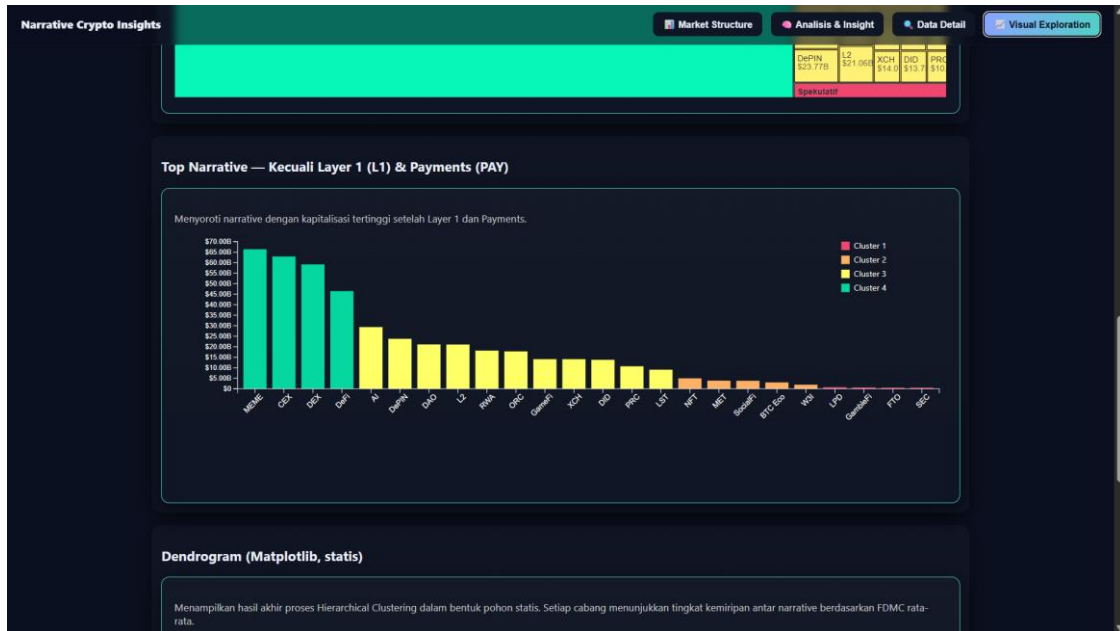 Narrative Crypto Insights
Market Structure
Analisis & Insight
Data Detail
Visual Exploration
DePIN
$23.77B
L2
$21.06B
XCH
$14.0
DID
$13.7
PRC
$10.
Spekulatif
Top Narrative — Kecuali Layer 1 (L1) & Payments (PAY)
Menyoroti narrative dengan kapitalisasi tertinggi setelah Layer 1 dan Payments.
$70.00B
$65.00B
$60.00B
$55.00B
$50.00B
$45.00B
$40.00B
$35.00B
$30.00B
$25.00B
$20.00B
$15.00B
$10.00B
$5.00B
$0
Cluster 1
Cluster 2
Cluster 3
Cluster 4
MEME
CEX
DEX
DeFi
AI
DePIN
DAO
L2
RWA
ORC
GameFi
XCH
DID
PRC
LST
NFT
MET
SocialFi
BTC Eco
W3I
LPD
GambleFi
FTO
SEC
Dendrogram (Matplotlib, statis)
Menampilkan hasil akhir proses Hierarchical Clustering dalam bentuk pohon statis. Setiap cabang menunjukkan tingkat kemiripan antar narrative berdasarkan FDMC rata-
rata.